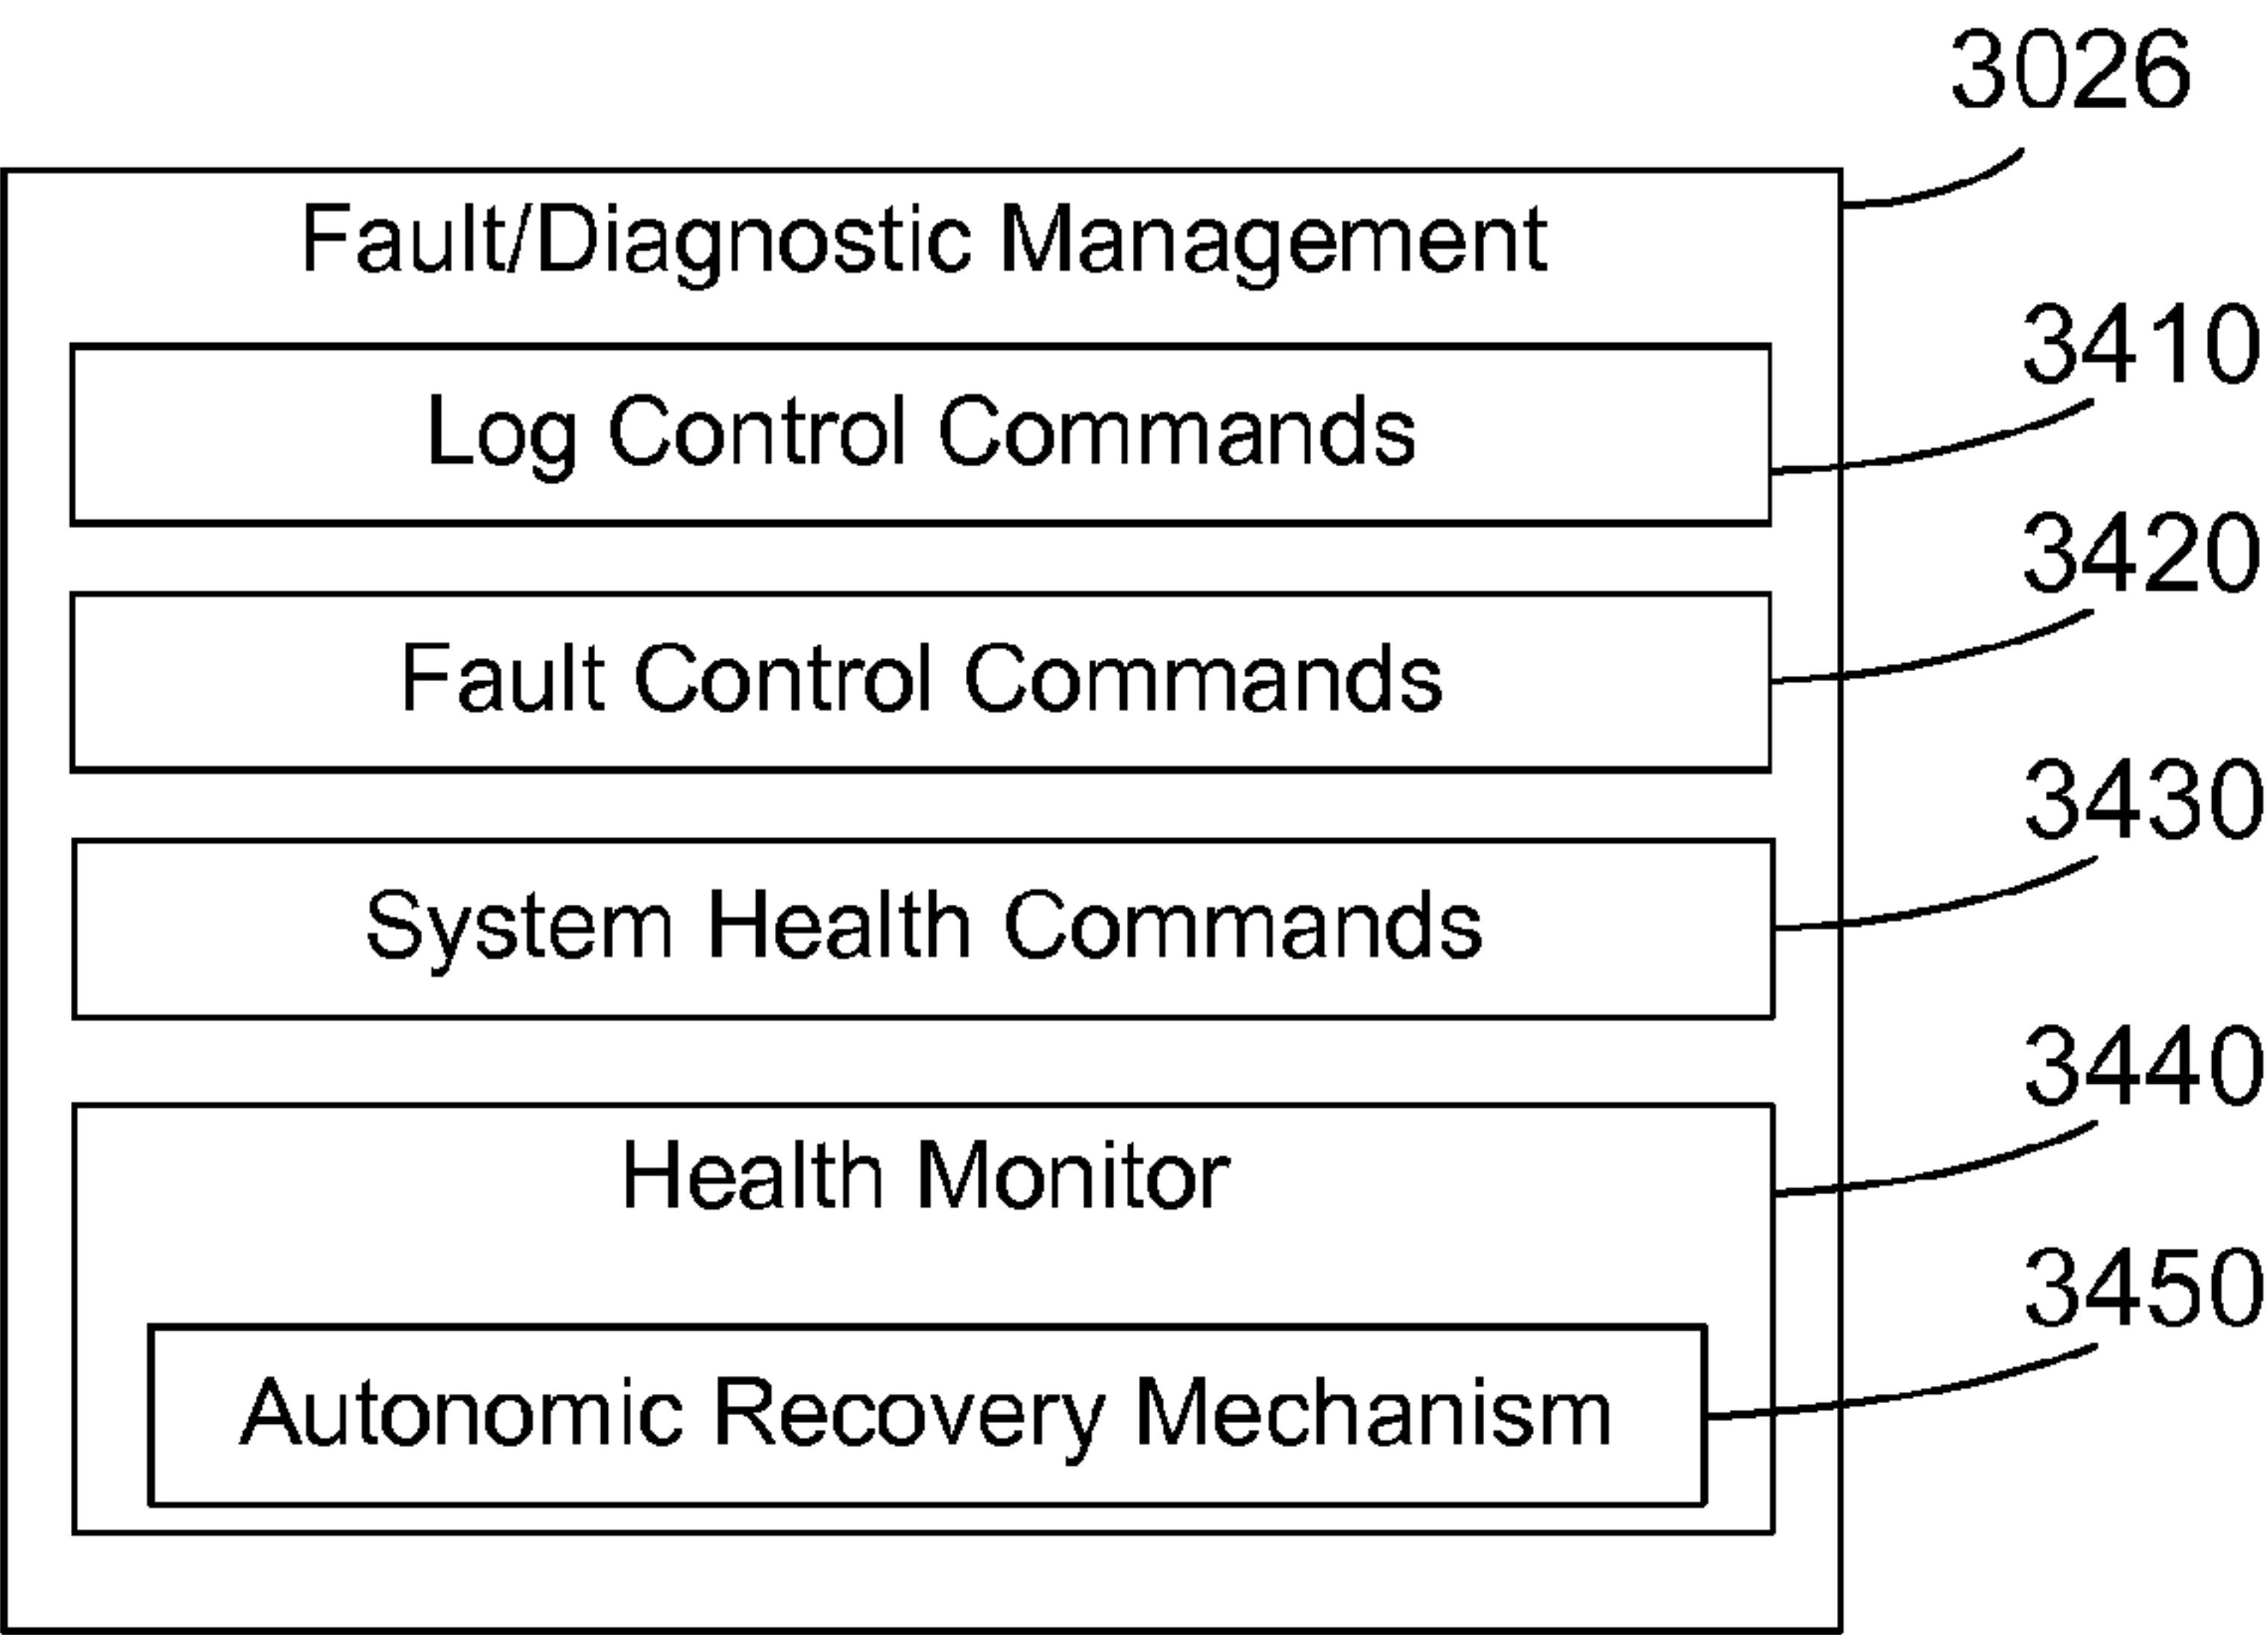 3026
Fault/Diagnostic Management
3410
Log Control Commands
3420
Fault Control Commands
3430
System Health Commands
3440
Health Monitor
3450
Autonomic Recovery Mechanism